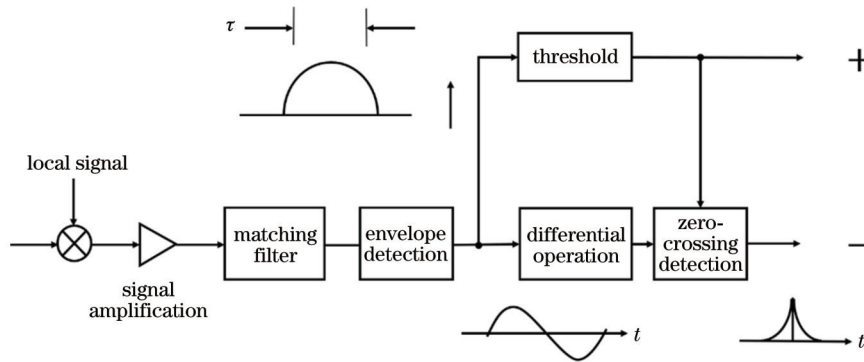 τ
threshold
+
local signal
matching
filter
envelope
detection
differential
operation
zero-
crossing
detection
−
signal
amplification
t
t